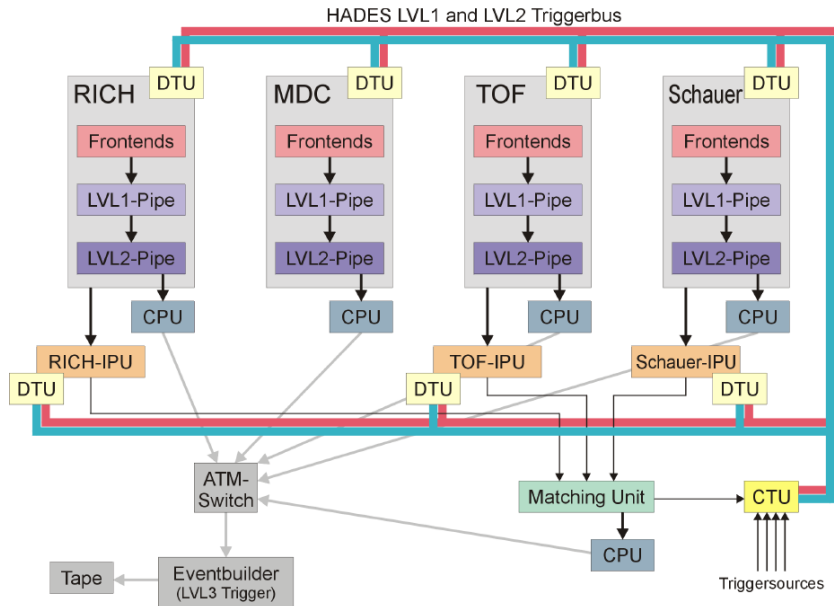 HADES LVL1 and LVL2 Triggerbus
RICH
DTU
MDC
DTU
TOF
DTU
Schauer
DTU
Frontends
Frontends
Frontends
Frontends
LVL1-Pipe
LVL1-Pipe
LVL1-Pipe
LVL1-Pipe
LVL2-Pipe
LVL2-Pipe
LVL2-Pipe
LVL2-Pipe
CPU
CPU
CPU
CPU
RICH-IPU
TOF-IPU
Schauer-IPU
DTU
DTU
DTU
ATM-
Switch
Matching Unit
CTU
CPU
Tape
Eventbuilder
(LVL3 Trigger)
Triggersources